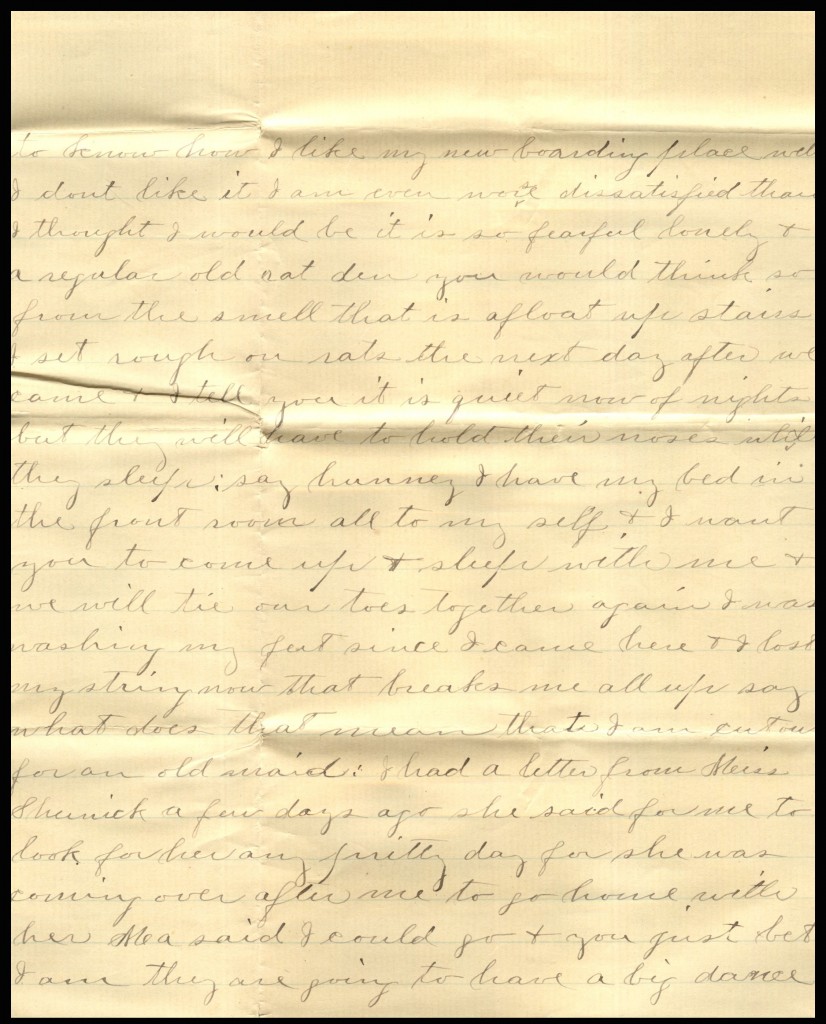 to know how I like my new boarding place well
I dont like it I am even worse dissatisfied than
I thought I would be it is so fearful lonely &
a regular old rat den you would think so
from the smell that is afloat up stairs
I set rough on rats the next day after we
came & I tell you it is quiet now of nights
but they will have to hold their noses while
they sleep: say hunney I have my bed in
the front room all to my self & I want
you to come up & sleep with me &
we will tie our toes together again I was
washing my feet since I came here & I lost
my string now that breaks me all up say
what does that mean that I am cut out
for an old maid: I had a letter from Meiss
Shunick a few days ago she said for me to
look for her any pritty day for she was
coming over after me to go home with
her Mea said I could go & you just bet
I am they are going to have a big dance